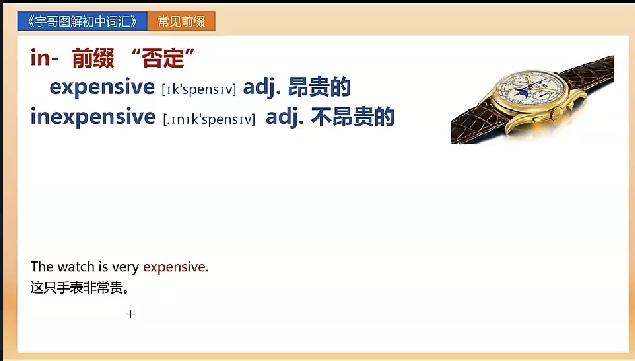 《宇哥图解初中词汇》 常见前缀
in- 前缀 “否定”
expensive [ɪk'spensɪv] adj. 昂贵的
inexpensive [.ɪnɪk'spensɪv] adj. 不昂贵的
The watch is very expensive.
这只手表非常贵。